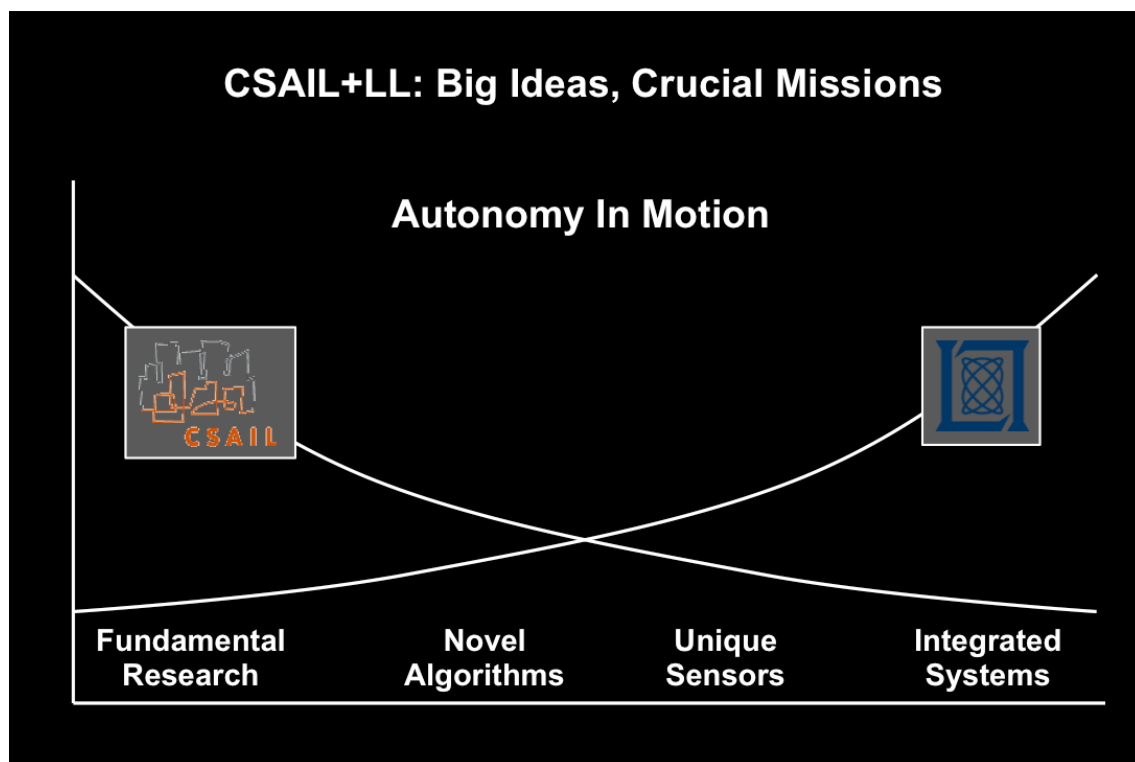 CSAIL+LL: Big Ideas, Crucial Missions
Autonomy In Motion
CSAIL
Fundamental
Research
Novel
Algorithms
Unique
Sensors
Integrated
Systems